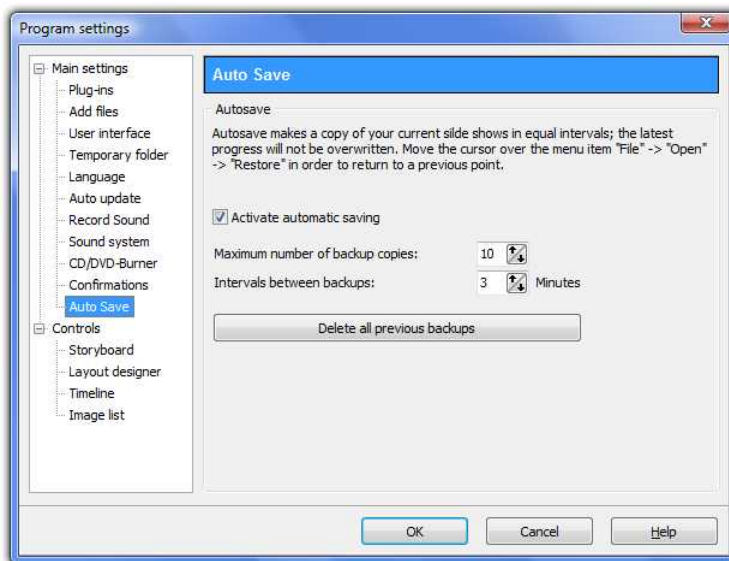 Program settings
Main settings
Plug-ins
Add files
User interface
Temporary folder
Language
Auto update
Record Sound
Sound system
CD/DVD-Burner
Confirmations
Auto Save
Controls
Storyboard
Layout designer
Timeline
Image list
Auto Save
Autosave
Autosave makes a copy of your current silde shows in equal intervals; the latest
progress will not be overwritten. Move the cursor over the menu item "File" -> "Open"
-> "Restore" in order to return to a previous point.
Activate automatic saving
Maximum number of backup copies: 10
Intervals between backups: 3 Minutes
Delete all previous backups
OK Cancel Help